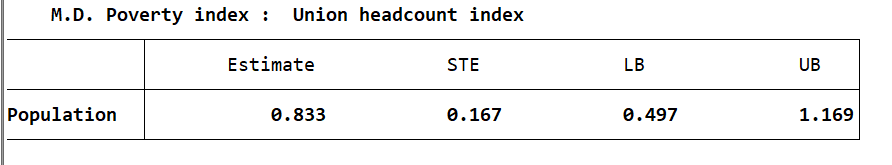 M.D. Poverty index :  Union headcount index
Estimate STE LB UB
Population 0.833 0.167 0.497 1.169